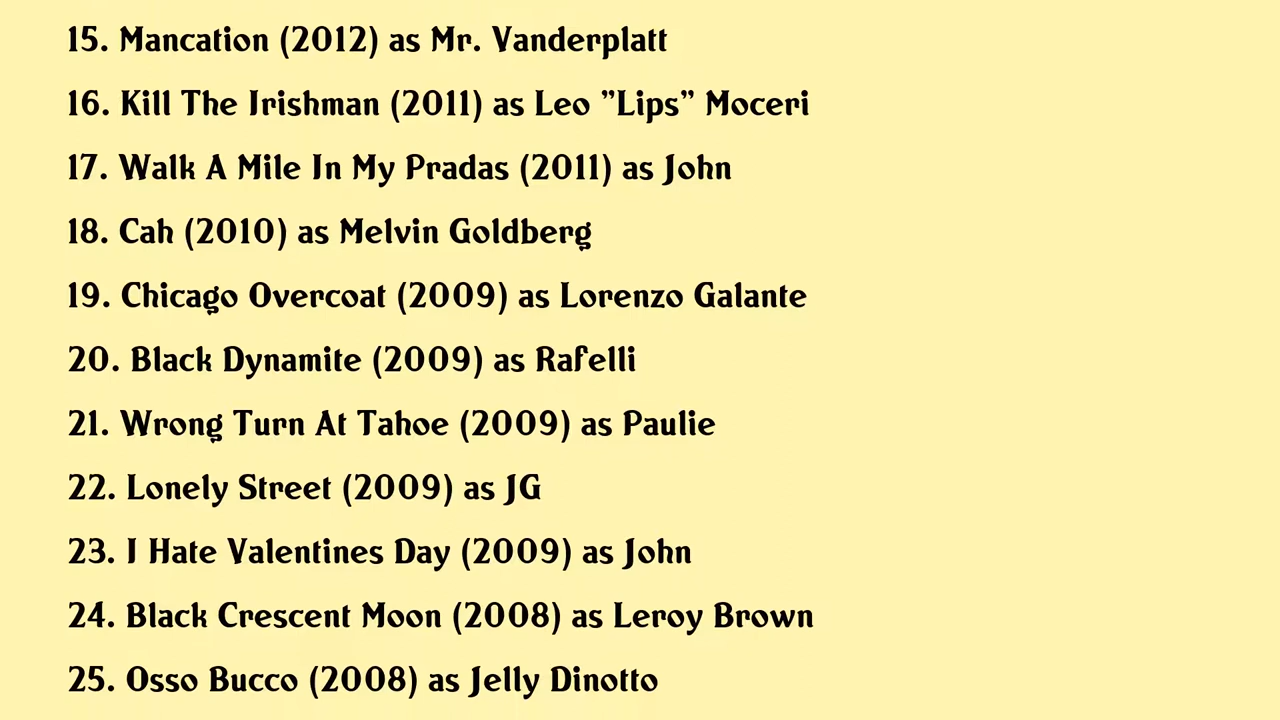 15. Mancation (2012) as Mr. Vanderplatt
16. Kill The Irishman (2011) as Leo "Lips" Moceri
17. Walk A Mile In My Pradas (2011) as John
18. Cah (2010) as Melvin Goldberg
19. Chicago Overcoat (2009) as Lorenzo Galante
20. Black Dynamite (2009) as Rafelli
21. Wrong Turn At Tahoe (2009) as Paulie
22. Lonely Street (2009) as JG
23. I Hate Valentines Day (2009) as John
24. Black Crescent Moon (2008) as Leroy Brown
25. Osso Bucco (2008) as Jelly Dinotto